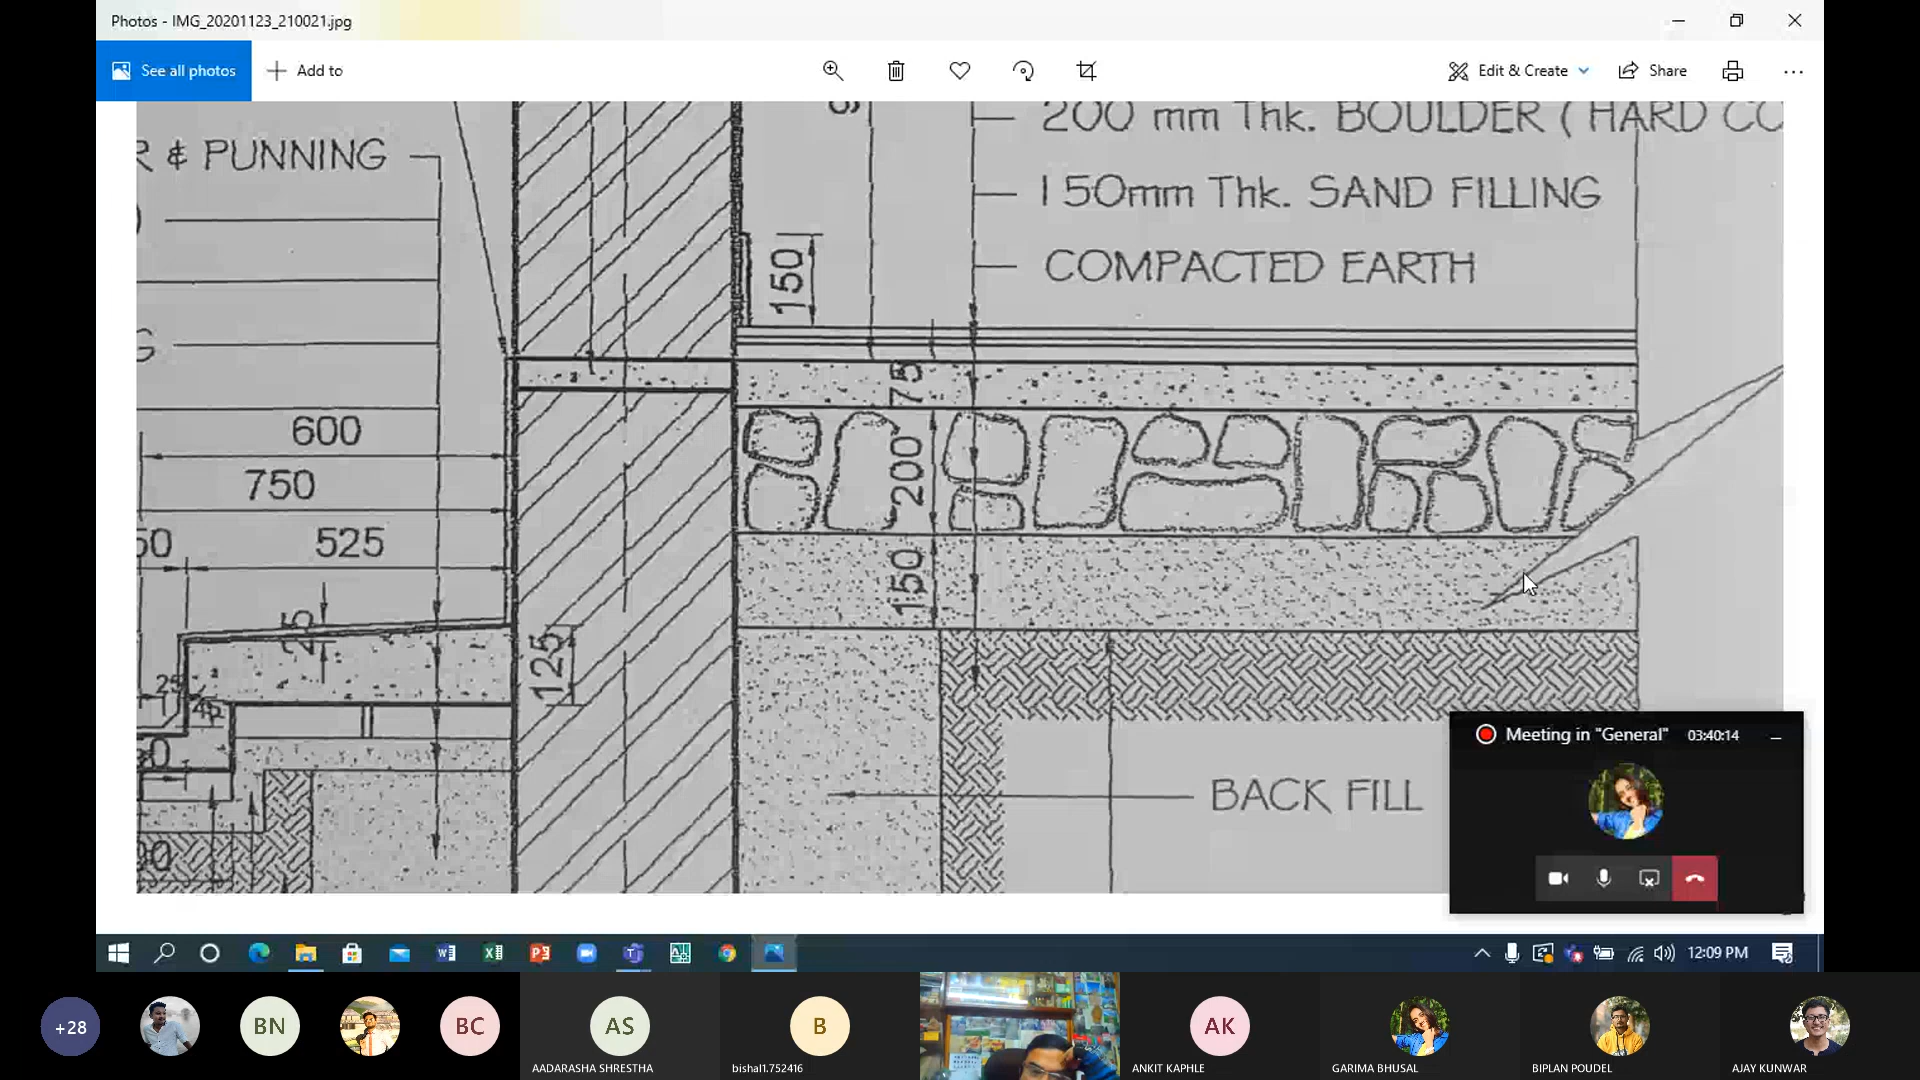 Photos - IMG_20201123_210021.jpg
See all photos
Add to
Edit & Create
Share
200 mm Thk. BOULDER ( HARD CO
R & PUNNING
150mm Thk. SAND FILLING
COMPACTED EARTH
150
75
600
200
750
525
150
25
125
BACK FILL
Meeting in "General"
03:40:14
12:09 PM
+28
BN
BC
AS
B
AK
AADARASHA SHRESTHA
bishal1.752416
ANKIT KAPHLE
GARIMA BHUSAL
BIPLAN POUDEL
AJAY KUNWAR